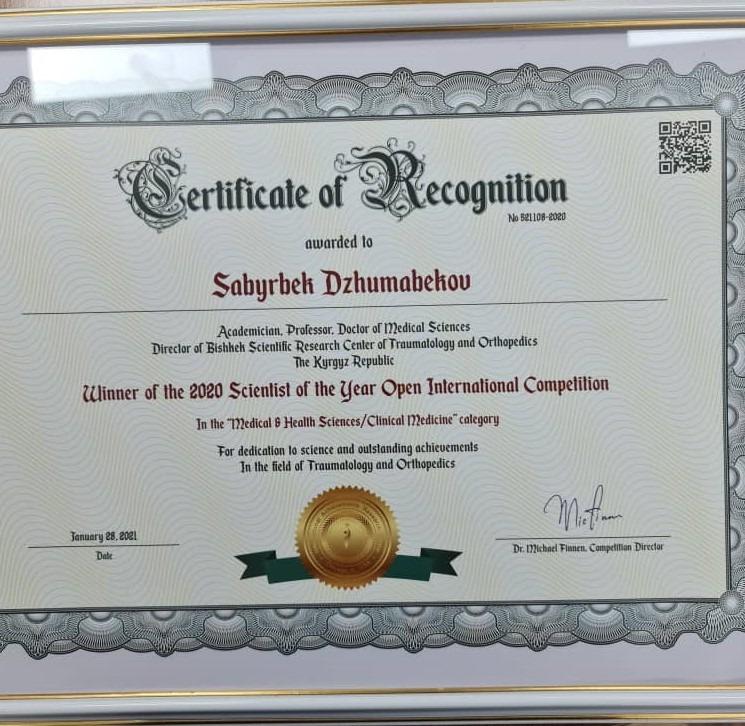 Certificate of Recognition
No 521108-2020
awarded to
Sabyrbek Dzhumabekov
Academician, Professor, Doctor of Medical Sciences
Director of Bishkek Scientific Research Center of Traumatology and Orthopedics
The Kyrgyz Republic
Winner of the 2020 Scientist of the Year Open International Competition
In the "Medical & Health Sciences/Clinical Medicine" category
For dedication to science and outstanding achievements
In the field of Traumatology and Orthopedics
January 28, 2021
Date
Dr. Michael Finnen, Competition Director